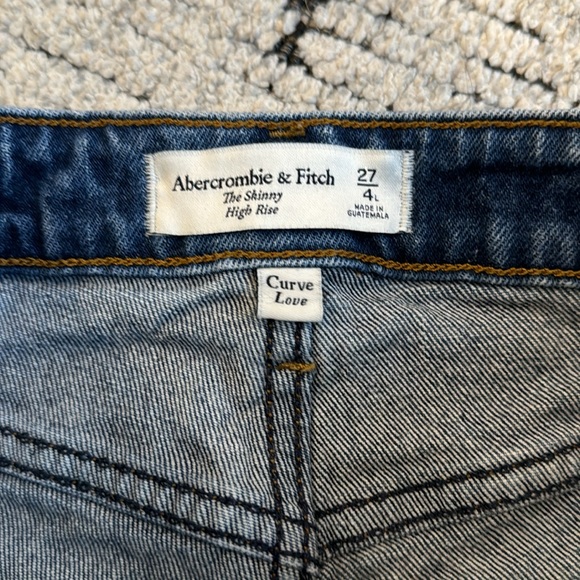 Abercrombie & Fitch
The Skinny
High Rise
27
4L
MADE IN
GUATEMALA
Curve
Love